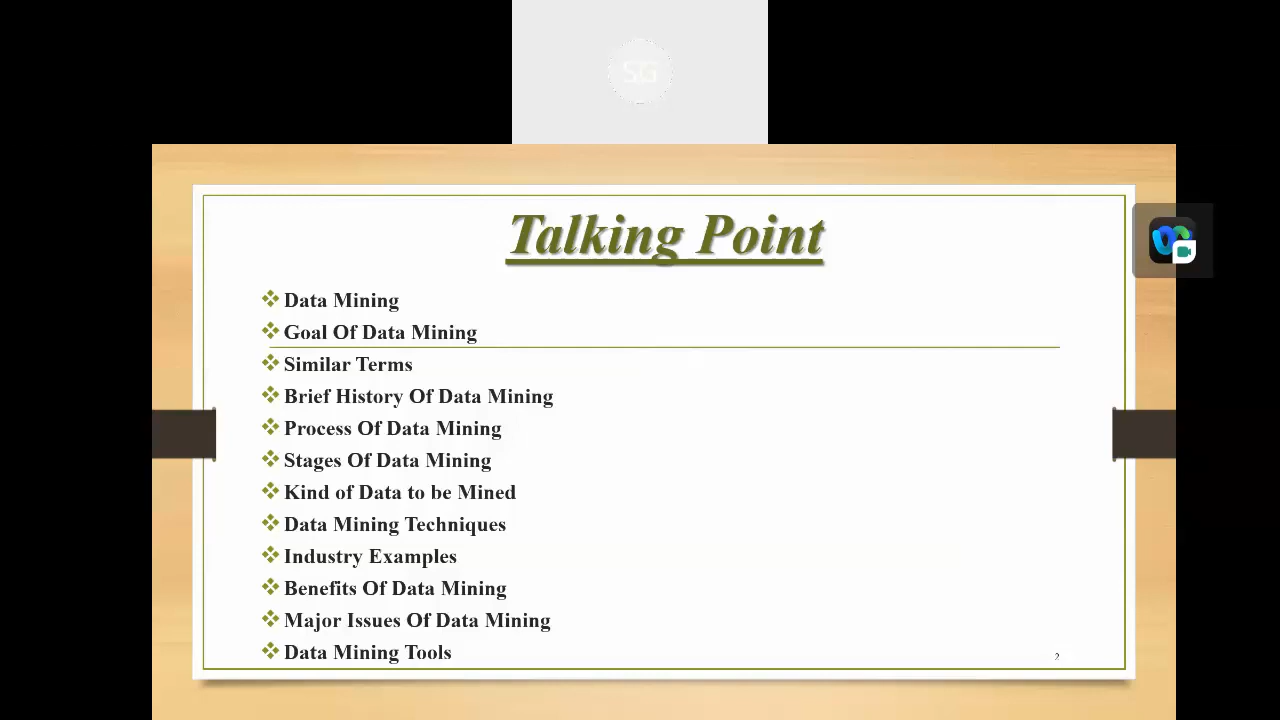 SG
Talking Point
Data Mining
Goal Of Data Mining
Similar Terms
Brief History Of Data Mining
Process Of Data Mining
Stages Of Data Mining
Kind of Data to be Mined
Data Mining Techniques
Industry Examples
Benefits Of Data Mining
Major Issues Of Data Mining
Data Mining Tools
2